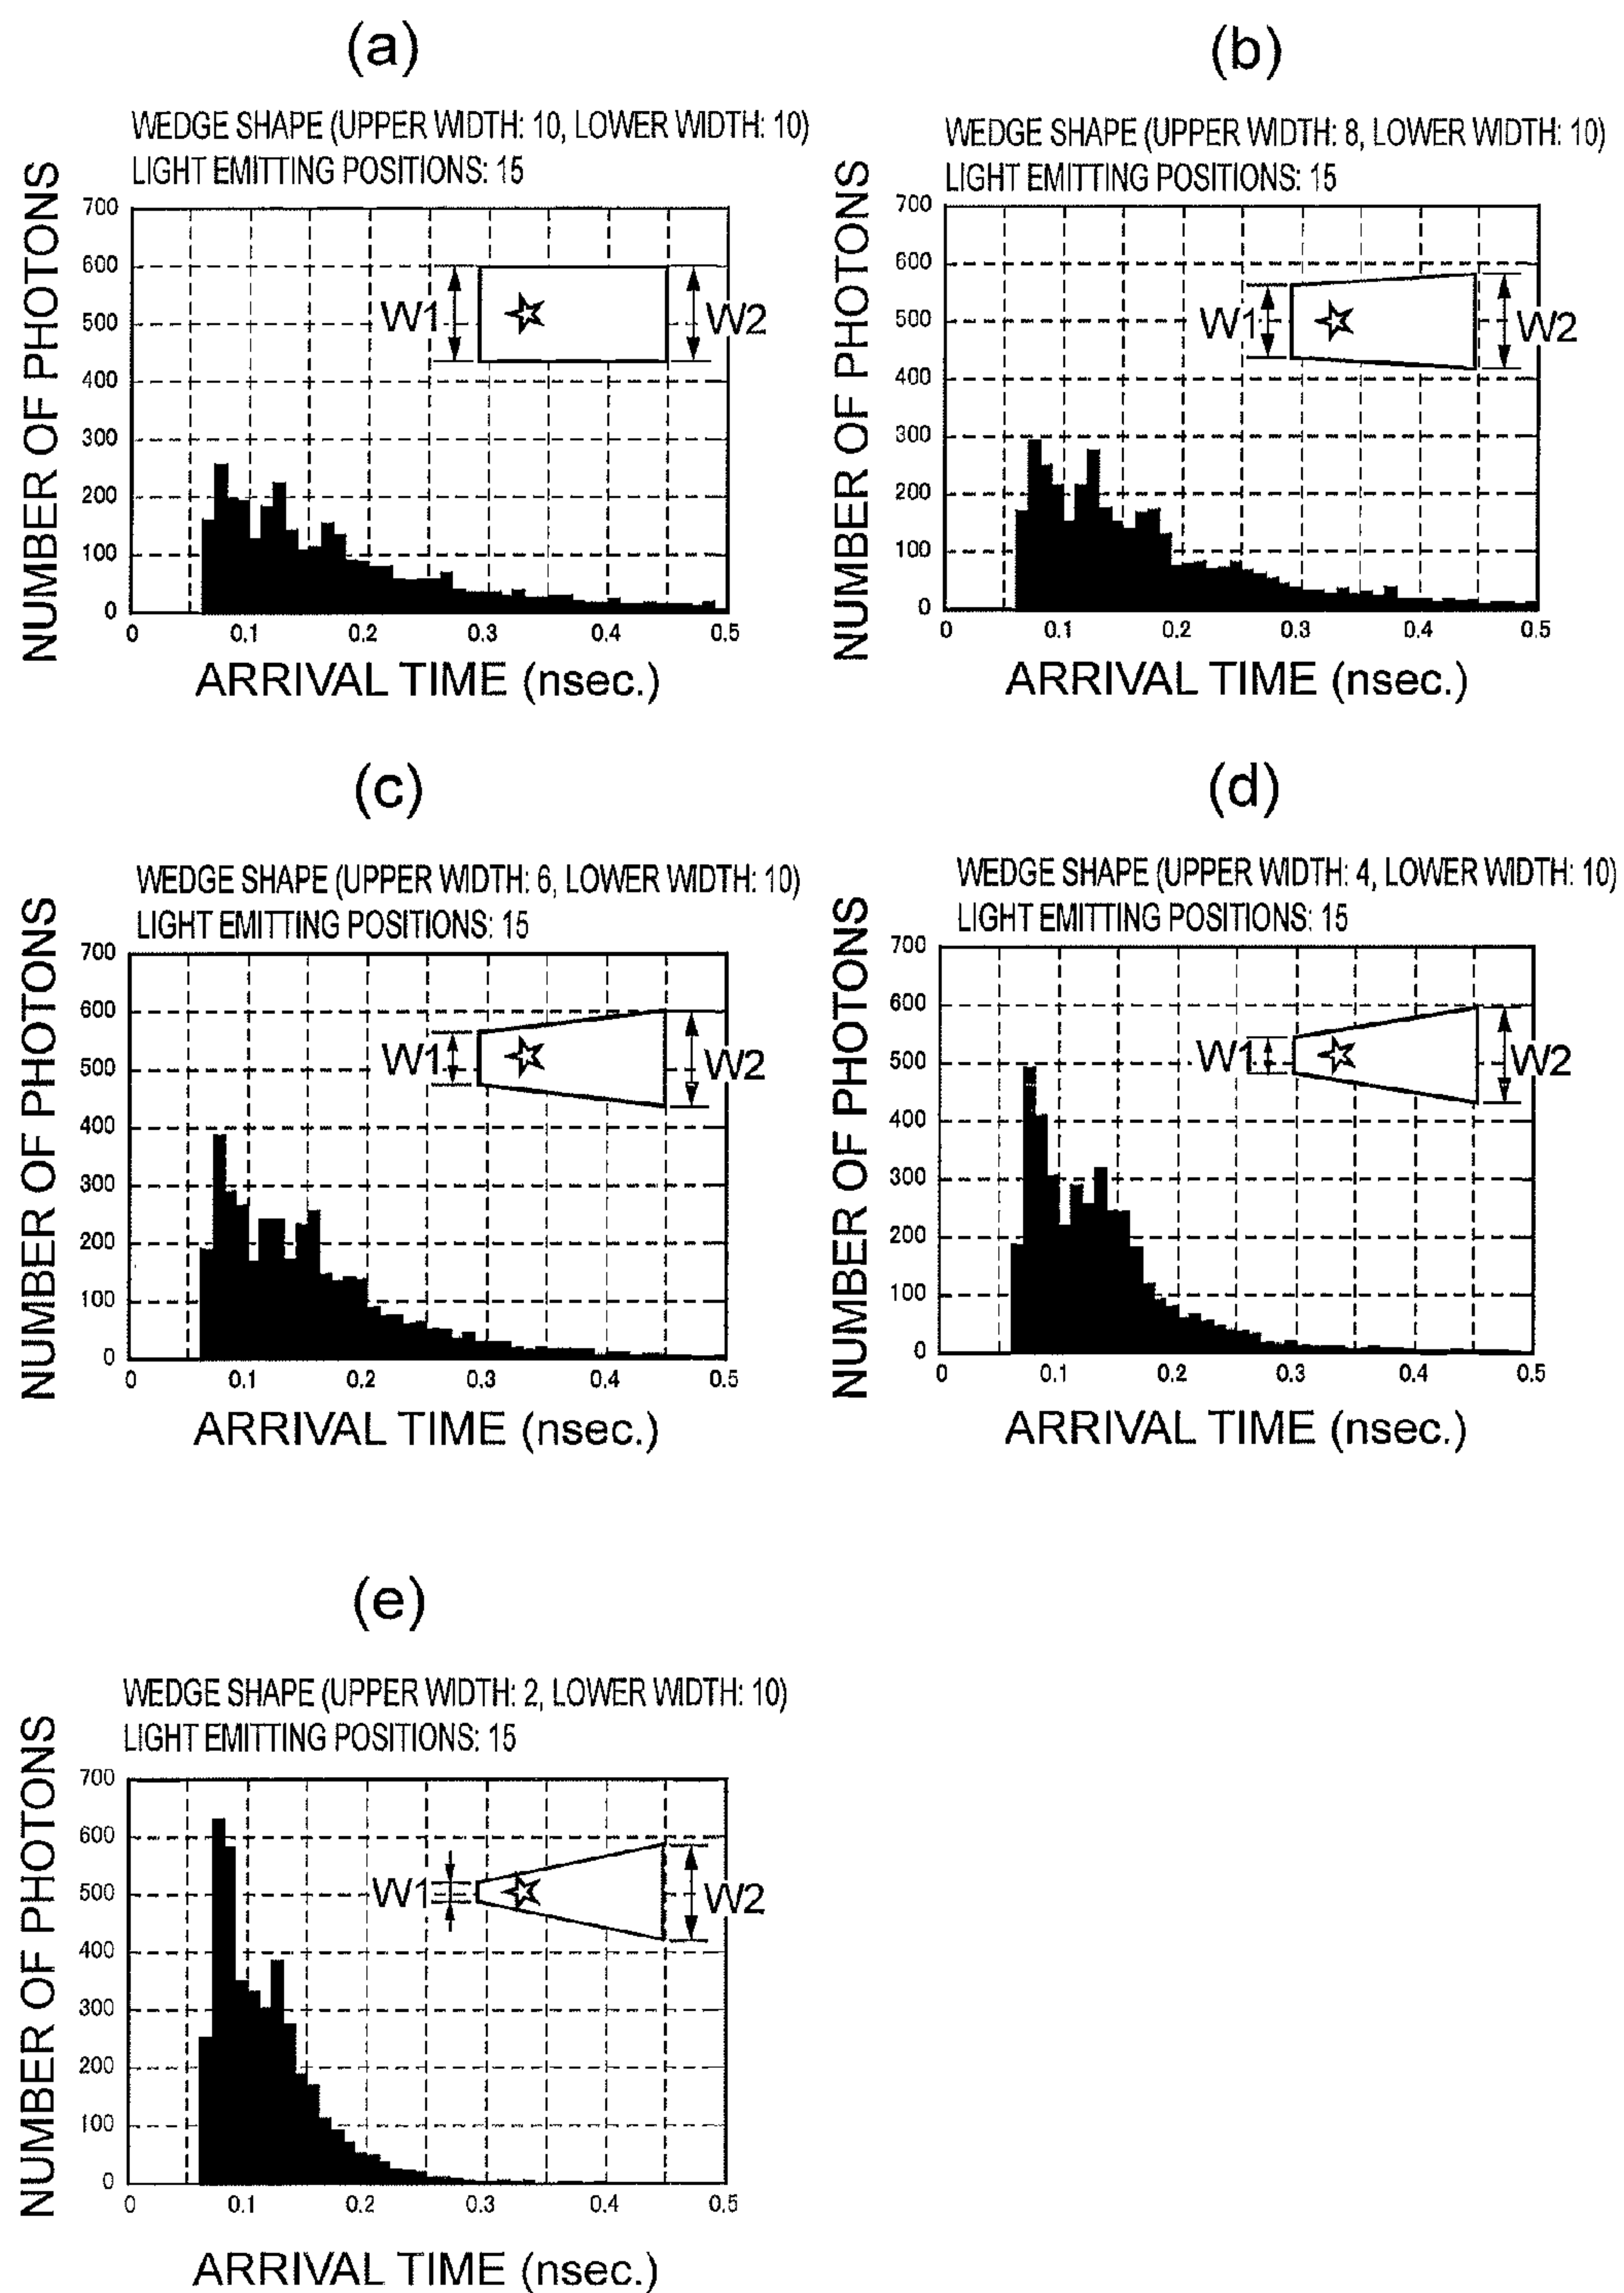 (a)
WEDGE SHAPE (UPPER WIDTH: 10, LOWER WIDTH: 10)
LIGHT EMITTING POSITIONS: 15
NUMBER OF PHOTONS
700
600
500
400
300
200
100
0
W1
W2
0 0.1 0.2 0.3 0.4 0.5
ARRIVAL TIME (nsec.)
(b)
WEDGE SHAPE (UPPER WIDTH: 8, LOWER WIDTH: 10)
LIGHT EMITTING POSITIONS: 15
NUMBER OF PHOTONS
700
600
500
400
300
200
100
0
W1
W2
0 0.1 0.2 0.3 0.4 0.5
ARRIVAL TIME (nsec.)
(c)
WEDGE SHAPE (UPPER WIDTH: 6, LOWER WIDTH: 10)
LIGHT EMITTING POSITIONS: 15
NUMBER OF PHOTONS
700
600
500
400
300
200
100
0
W1
W2
0 0.1 0.2 0.3 0.4 0.5
ARRIVAL TIME (nsec.)
(d)
WEDGE SHAPE (UPPER WIDTH: 4, LOWER WIDTH: 10)
LIGHT EMITTING POSITIONS: 15
NUMBER OF PHOTONS
700
600
500
400
300
200
100
0
W1
W2
0 0.1 0.2 0.3 0.4 0.5
ARRIVAL TIME (nsec.)
(e)
WEDGE SHAPE (UPPER WIDTH: 2, LOWER WIDTH: 10)
LIGHT EMITTING POSITIONS: 15
NUMBER OF PHOTONS
700
600
500
400
300
200
100
0
W1
W2
0 0.1 0.2 0.3 0.4 0.5
ARRIVAL TIME (nsec.)